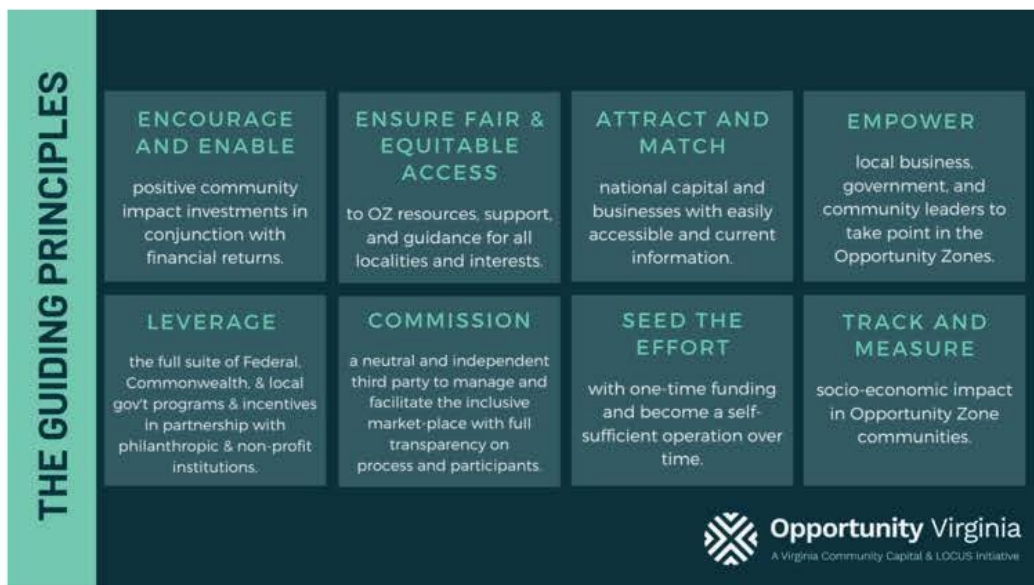 THE GUIDING PRINCIPLES
ENCOURAGE
AND ENABLE
positive community
impact investments in
conjunction with
financial returns.
ENSURE FAIR &
EQUITABLE
ACCESS
to OZ resources, support,
and guidance for all
localities and interests.
ATTRACT AND
MATCH
national capital and
businesses with easily
accessible and current
information.
EMPOWER
local business,
government, and
community leaders to
take point in the
Opportunity Zones.
LEVERAGE
the full suite of Federal,
Commonwealth, & local
gov't programs & incentives
in partnership with
philanthropic & non-profit
institutions.
COMMISSION
a neutral and independent
third party to manage and
facilitate the inclusive
market-place with full
transparency on
process and participants.
SEED THE
EFFORT
with one-time funding
and become a self-
sufficient operation over
time.
TRACK AND
MEASURE
socio-economic impact
in Opportunity Zone
communities.
Opportunity Virginia
A Virginia Community Capital & LOCUS Initiative